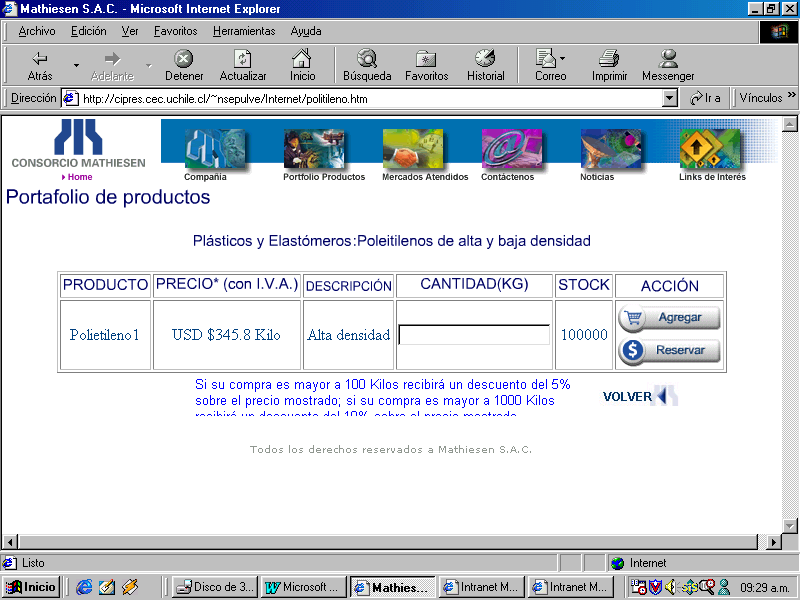 Mathiesen S.A.C. - Microsoft Internet Explorer
Archivo Edición Ver Favoritos Herramientas Ayuda
Atrás Adelante Detener Actualizar Inicio Búsqueda Favoritos Historial Correo Imprimir Messenger
Dirección http://cipres.cec.uchile.cl/~nsepulve/Internet/politileno.htm Ir a Vínculos »
CONSORCIO MATHIESEN
Home
Compañia Portfolio Productos Mercados Atendidos Contáctenos Noticias Links de Interés
Portafolio de productos
Plásticos y Elastómeros:Poleitilenos de alta y baja densidad
PRODUCTO PRECIO* (con I.V.A.) DESCRIPCIÓN CANTIDAD(KG) STOCK ACCIÓN
Polietileno1 USD $345.8 Kilo Alta densidad 100000 Agregar
Reservar
Si su compra es mayor a 100 Kilos recibirá un descuento del 5%
sobre el precio mostrado; si su compra es mayor a 1000 Kilos
recibirá un descuento del 10% sobre el precio mostrado
VOLVER
Todos los derechos reservados a Mathiesen S.A.C.
Listo Internet
Inicio Disco de 3... Microsoft ... Mathies... Intranet M... Intranet M... 09:29 a.m.